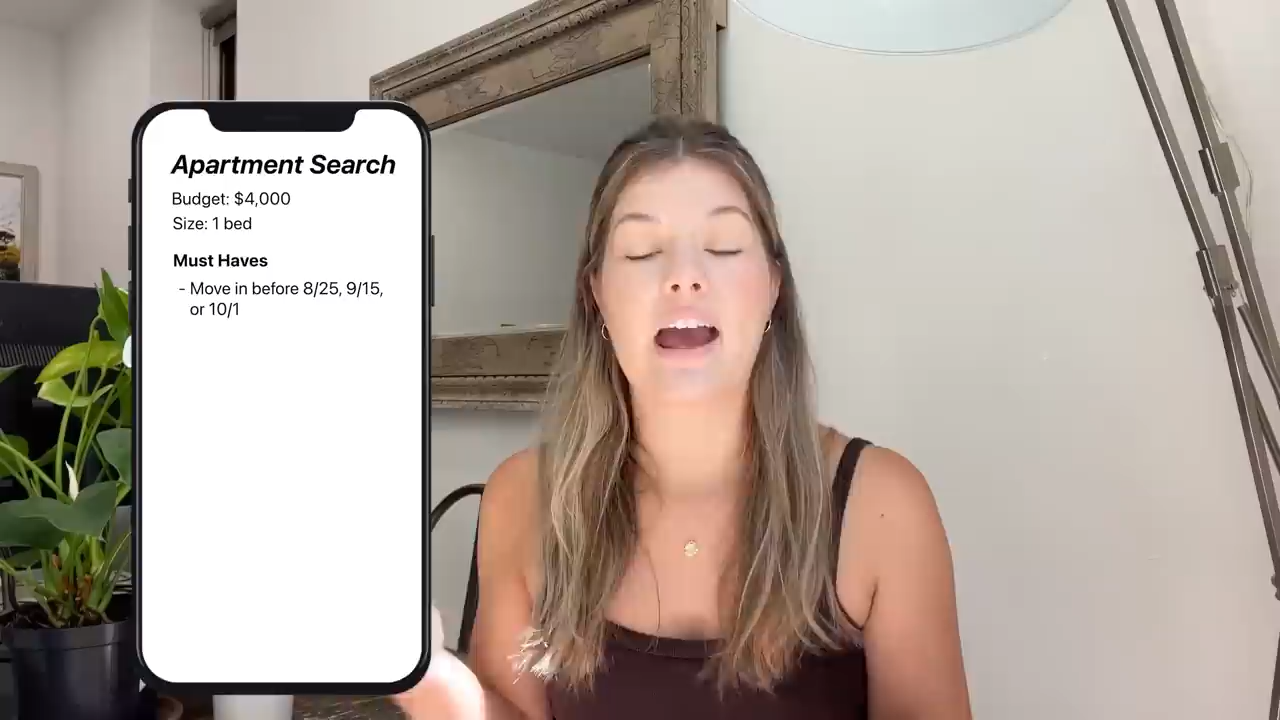 Apartment Search
Budget: $4,000
Size: 1 bed
Must Haves
- Move in before 8/25, 9/15,
or 10/1